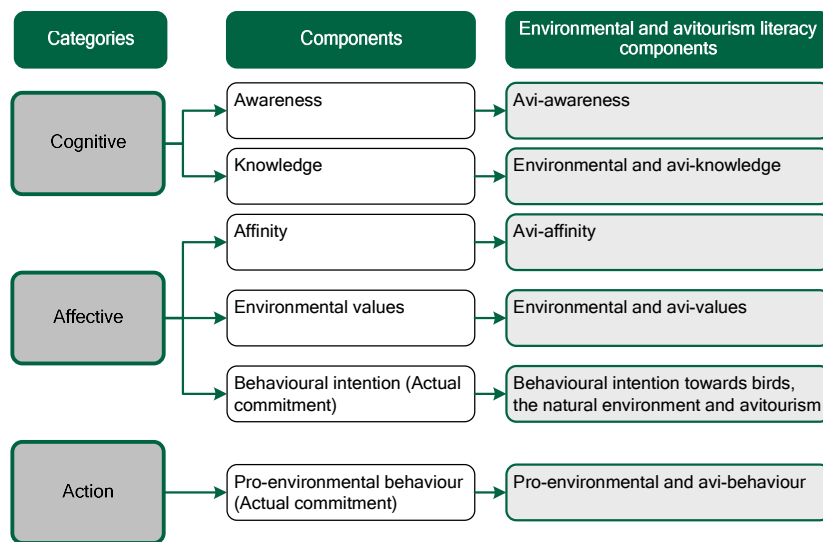 Categories
Components
Environmental and avitourism literacy
components
Cognitive
Awareness
Avi-awareness
Knowledge
Environmental and avi-knowledge
Affective
Affinity
Avi-affinity
Environmental values
Environmental and avi-values
Behavioural intention (Actual
commitment)
Behavioural intention towards birds,
the natural environment and avitourism
Action
Pro-environmental behaviour
(Actual commitment)
Pro-environmental and avi-behaviour